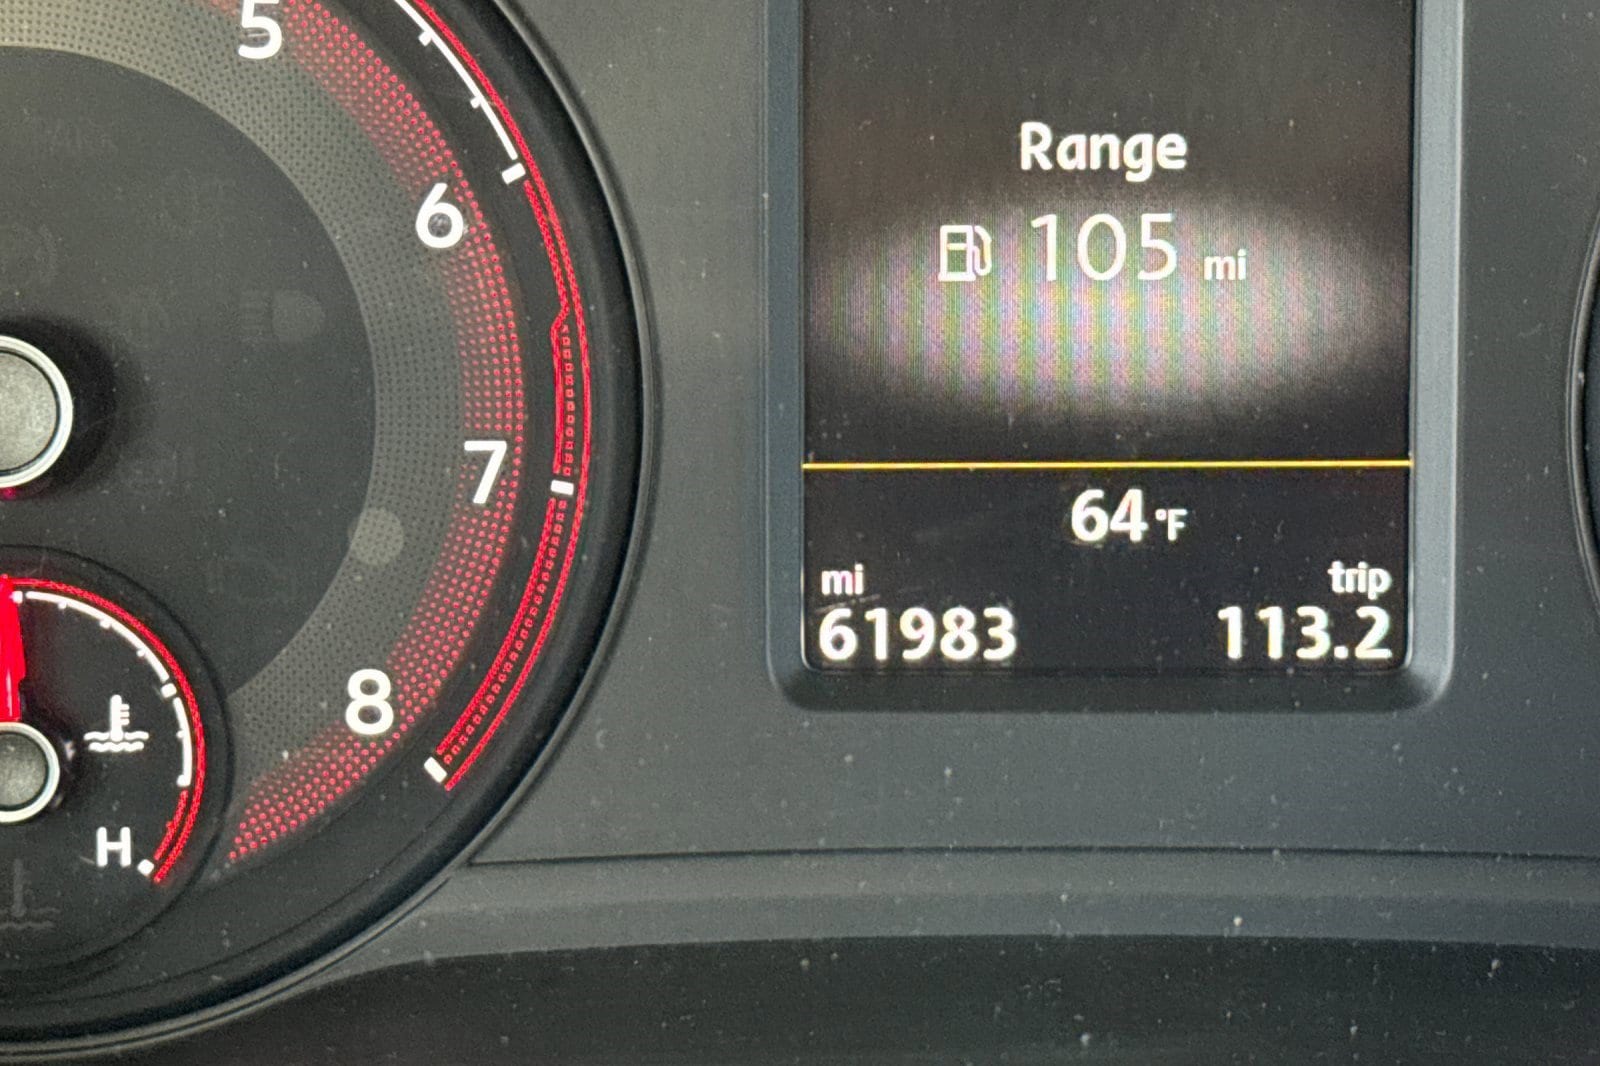 5
6
7
8
H
Range
105 mi
64 °F
mi trip
61983 113.2